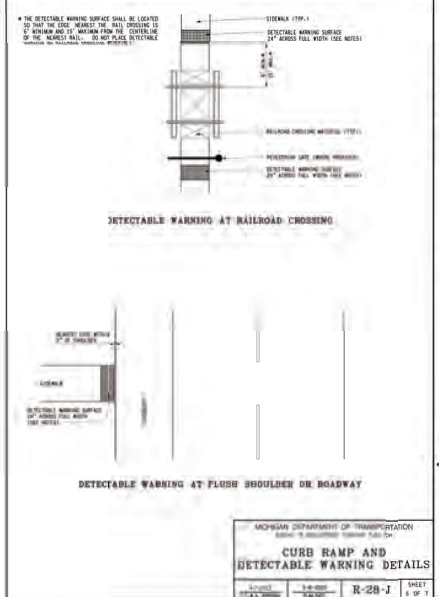 * THE DETECTABLE WARNING SURFACE SHALL BE LOCATED
SO THAT THE EDGE NEAREST THE RAIL CROSSING IS
6' MINIMUM AND 15' MAXIMUM FROM THE CENTERLINE
OF THE NEAREST RAIL. DO NOT PLACE DETECTABLE
WARNING ON RAILROAD CROSSING MATERIAL.
SIDEWALK (TYP.)
DETECTABLE WARNING SURFACE
24" ACROSS FULL WIDTH (SEE NOTES)
RAILROAD CROSSING MATERIAL (TYP.)
PEDESTRIAN GATE (WHERE PROVIDED)
DETECTABLE WARNING SURFACE
24" ACROSS FULL WIDTH (SEE NOTES)
DETECTABLE WARNING AT RAILROAD CROSSING
NEAREST EDGE WITHIN
2" OF SHOULDER
SIDEWALK
DETECTABLE WARNING SURFACE
24" ACROSS FULL WIDTH
(SEE NOTES)
DETECTABLE WARNING AT FLUSH SHOULDER OR ROADWAY
MICHIGAN DEPARTMENT OF TRANSPORTATION
CURB RAMP AND
DETECTABLE WARNING DETAILS
R-28-J
SHEET
6 OF 7